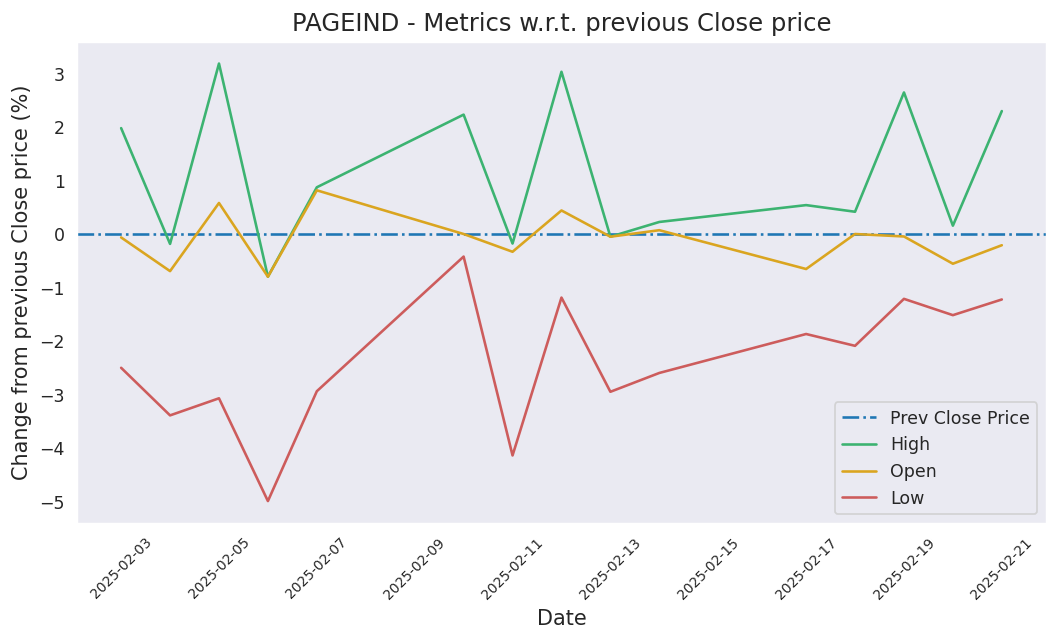 PAGEIND - Metrics w.r.t. previous Close price
Change from previous Close price (%)
3
2
1
0
−1
−2
−3
−4
−5
Prev Close Price
High
Open
Low
2025-02-03
2025-02-05
2025-02-07
2025-02-09
2025-02-11
2025-02-13
2025-02-15
2025-02-17
2025-02-19
2025-02-21
Date